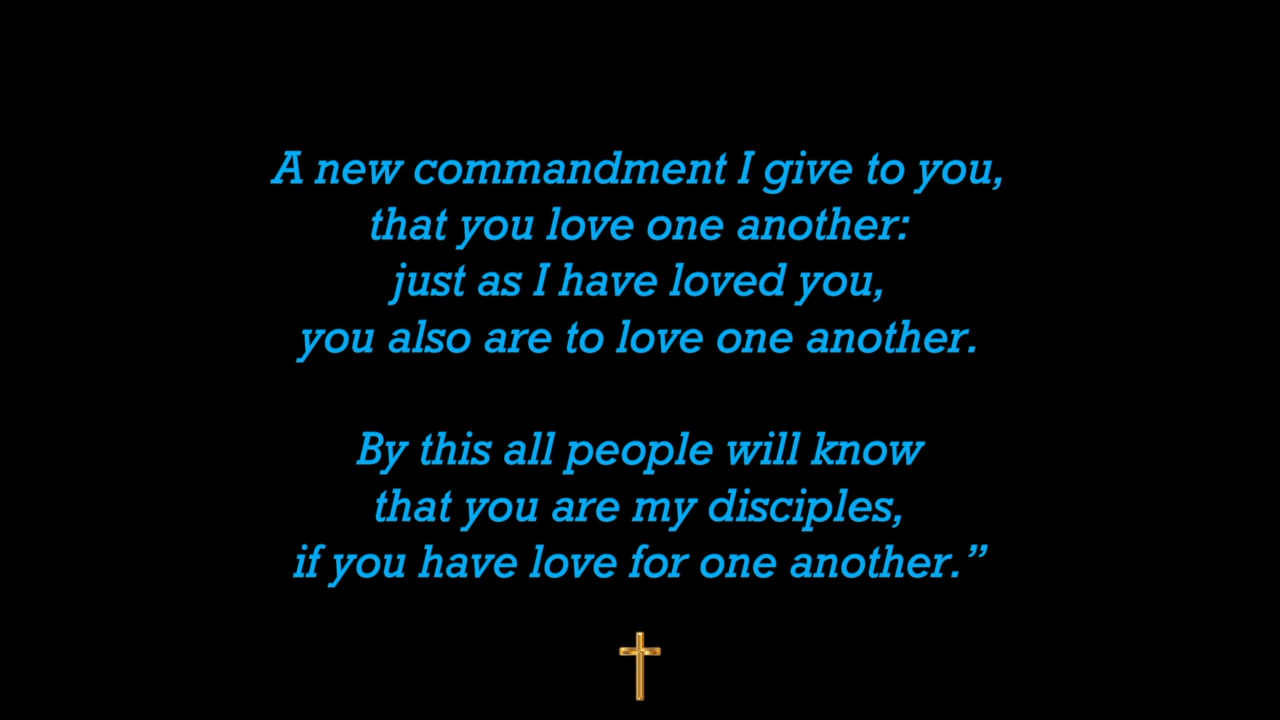 A new commandment I give to you,
that you love one another:
just as I have loved you,
you also are to love one another.
By this all people will know
that you are my disciples,
if you have love for one another.”